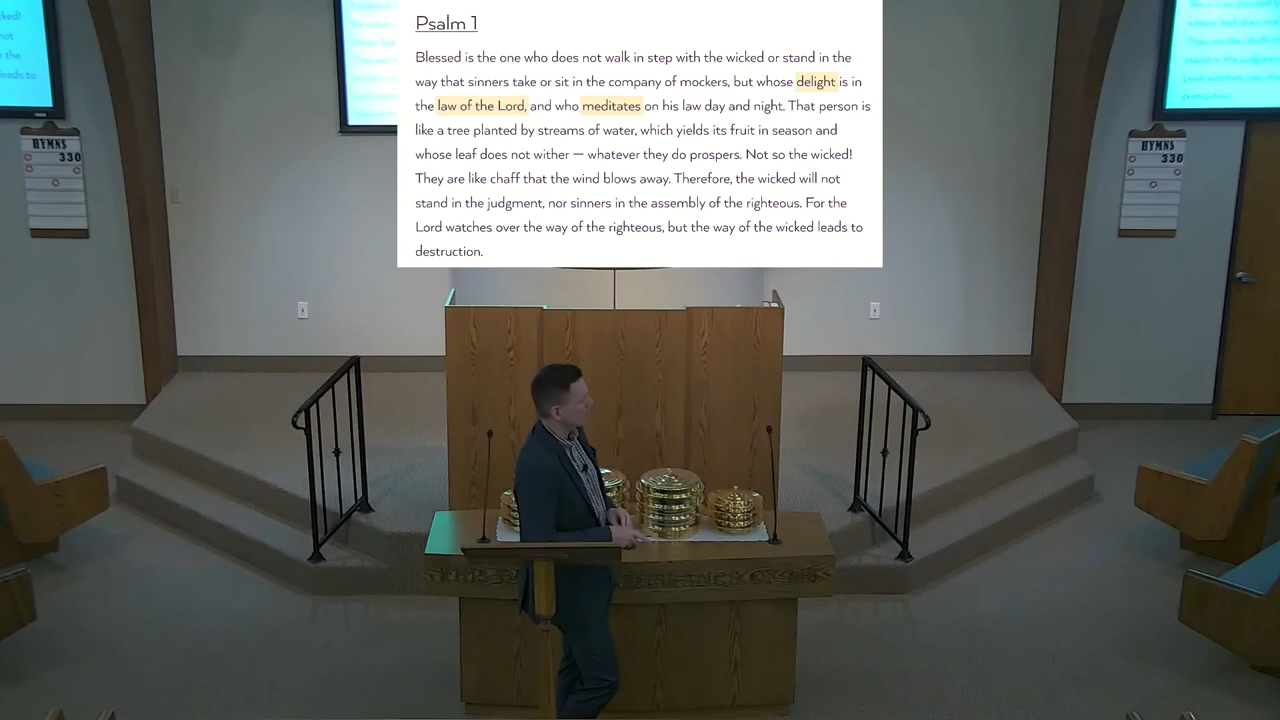 Psalm 1
Blessed is the one who does not walk in step with the wicked or stand in the
way that sinners take or sit in the company of mockers, but whose delight is in
the law of the Lord, and who meditates on his law day and night. That person is
like a tree planted by streams of water, which yields its fruit in season and
whose leaf does not wither — whatever they do prospers. Not so the wicked!
They are like chaff that the wind blows away. Therefore, the wicked will not
stand in the judgment, nor sinners in the assembly of the righteous. For the
Lord watches over the way of the righteous, but the way of the wicked leads to
destruction.
HYMNS
330
HYMNS
330